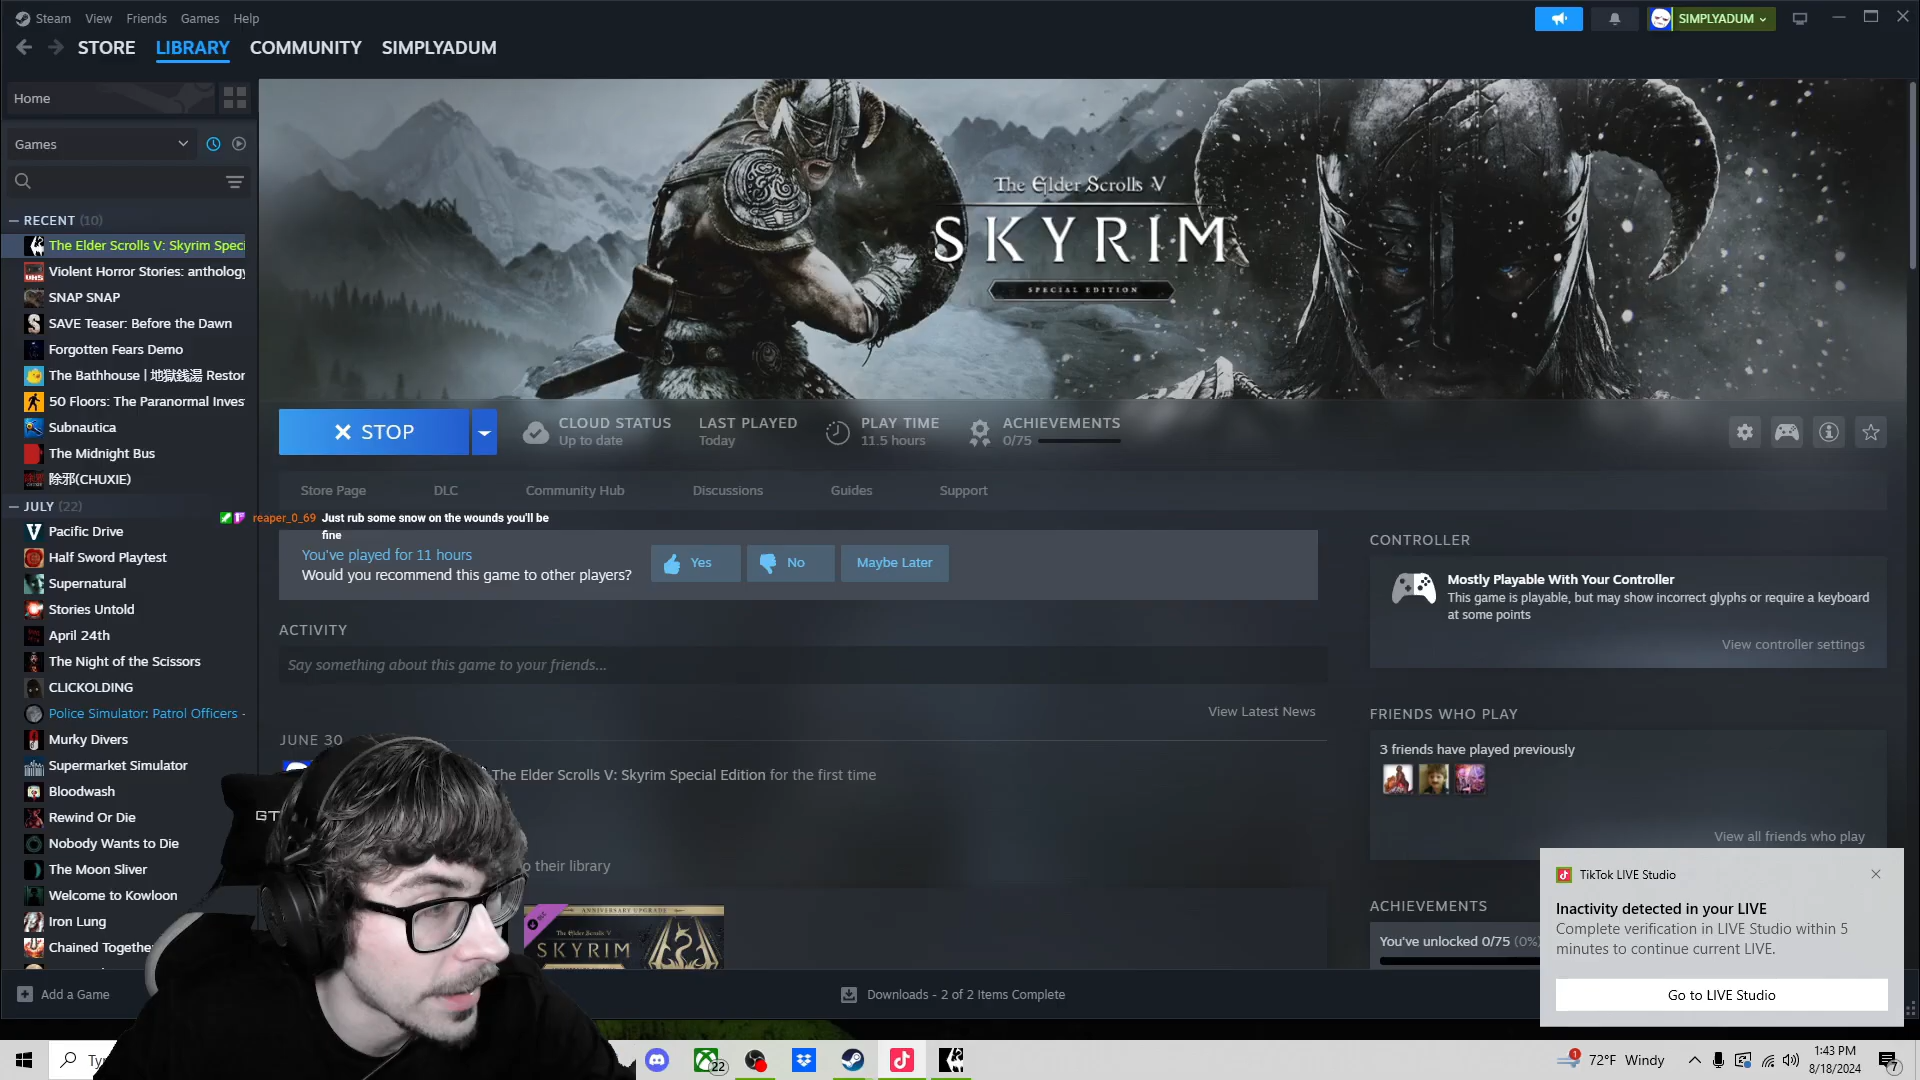 Steam View Friends Games Help
SIMPLYADUM
STORE LIBRARY COMMUNITY SIMPLYADUM
Home
Games
RECENT (10)
The Elder Scrolls V: Skyrim Speci
Violent Horror Stories: anthology
SNAP SNAP
SAVE Teaser: Before the Dawn
Forgotten Fears Demo
The Bathhouse | 地獄銭湯 Restor
50 Floors: The Paranormal Inves
Subnautica
The Midnight Bus
除邪(CHUXIE)
JULY (22)
Pacific Drive
Half Sword Playtest
Supernatural
Stories Untold
April 24th
The Night of the Scissors
CLICKOLDING
Police Simulator: Patrol Officers -
Murky Divers
Supermarket Simulator
Bloodwash
Rewind Or Die
Nobody Wants to Die
The Moon Sliver
Welcome to Kowloon
Iron Lung
Chained Together
Add a Game
The Elder Scrolls V
SKYRIM
SPECIAL EDITION
STOP
CLOUD STATUS
Up to date
LAST PLAYED
Today
PLAY TIME
11.5 hours
ACHIEVEMENTS
0/75
Store Page DLC Community Hub Discussions Guides Support
reaper_0_69 Just rub some snow on the wounds you'll be
fine
You've played for 11 hours
Would you recommend this game to other players?
Yes No Maybe Later
ACTIVITY
Say something about this game to your friends...
View Latest News
JUNE 30
The Elder Scrolls V: Skyrim Special Edition for the first time
GT
o their library
ANNIVERSARY UPGRADE
The Elder Scrolls V
SKYRIM
CONTROLLER
Mostly Playable With Your Controller
This game is playable, but may show incorrect glyphs or require a keyboard
at some points
View controller settings
FRIENDS WHO PLAY
3 friends have played previously
View all friends who play
ACHIEVEMENTS
You've unlocked 0/75 (0%)
TikTok LIVE Studio
Inactivity detected in your LIVE
Complete verification in LIVE Studio within 5
minutes to continue current LIVE.
Go to LIVE Studio
Downloads - 2 of 2 Items Complete
Ty
22
1
72°F Windy
1:43 PM
8/18/2024
7